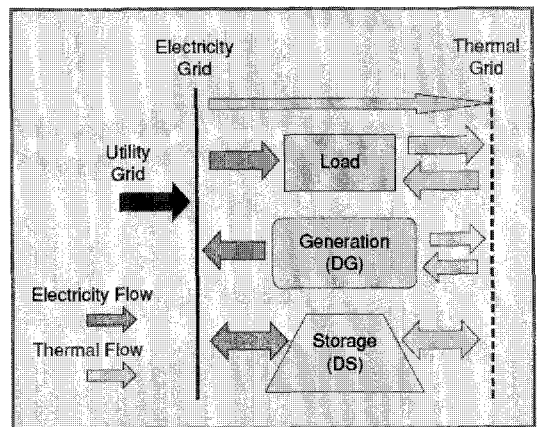 Electricity
Grid
Thermal
Grid
Utility
Grid
Load
Generation
(DG)
Electricity Flow
Thermal Flow
Storage
(DS)